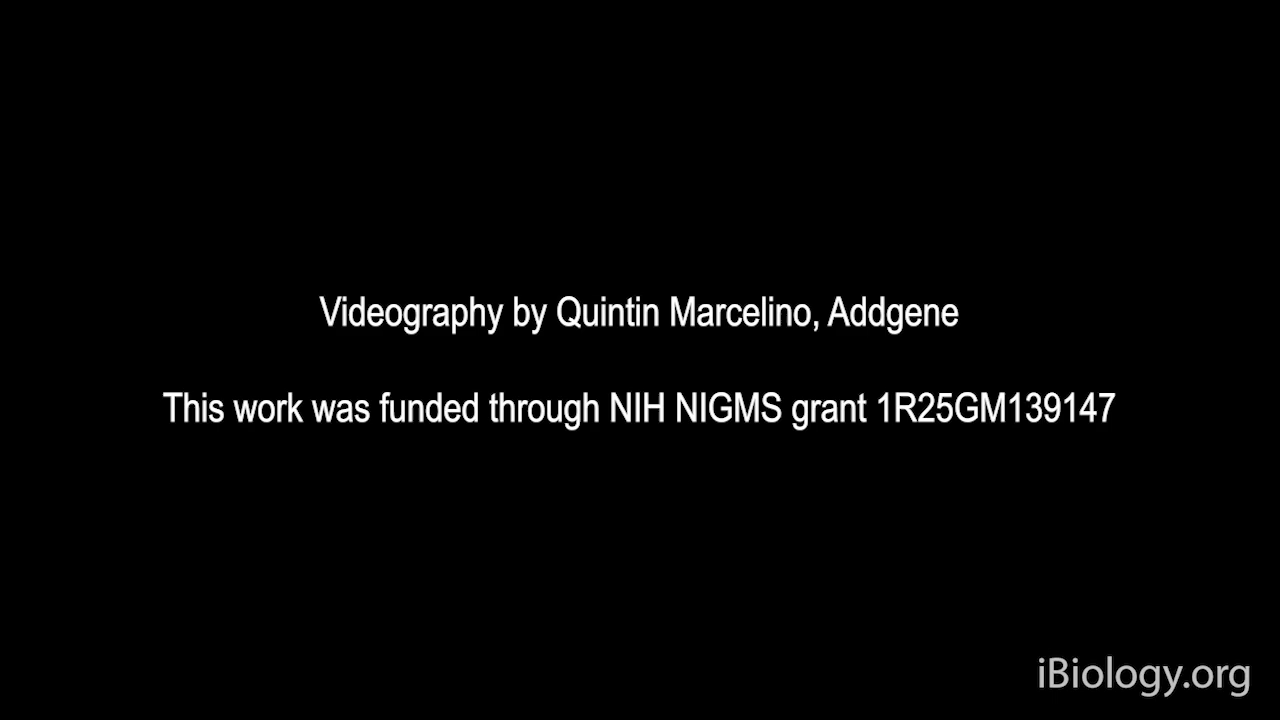 Videography by Quintin Marcelino, Addgene
This work was funded through NIH NIGMS grant 1R25GM139147
iBiology.org